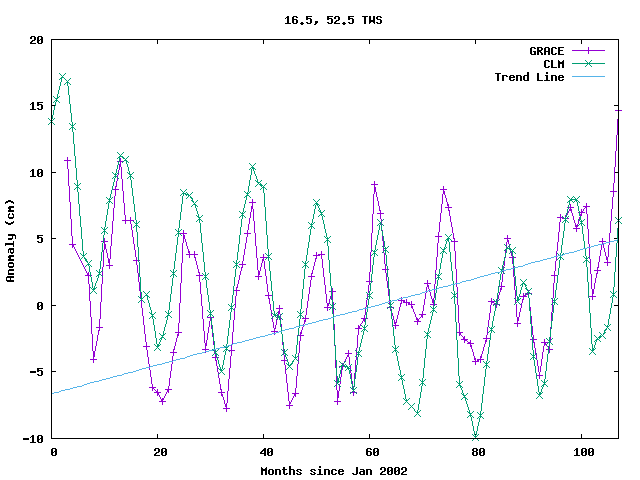 16.5, 52.5 TWS
GRACE
CLM
Trend Line
20
15
10
5
0
-5
-10
Anomaly (cm)
0 20 40 60 80 100
Months since Jan 2002